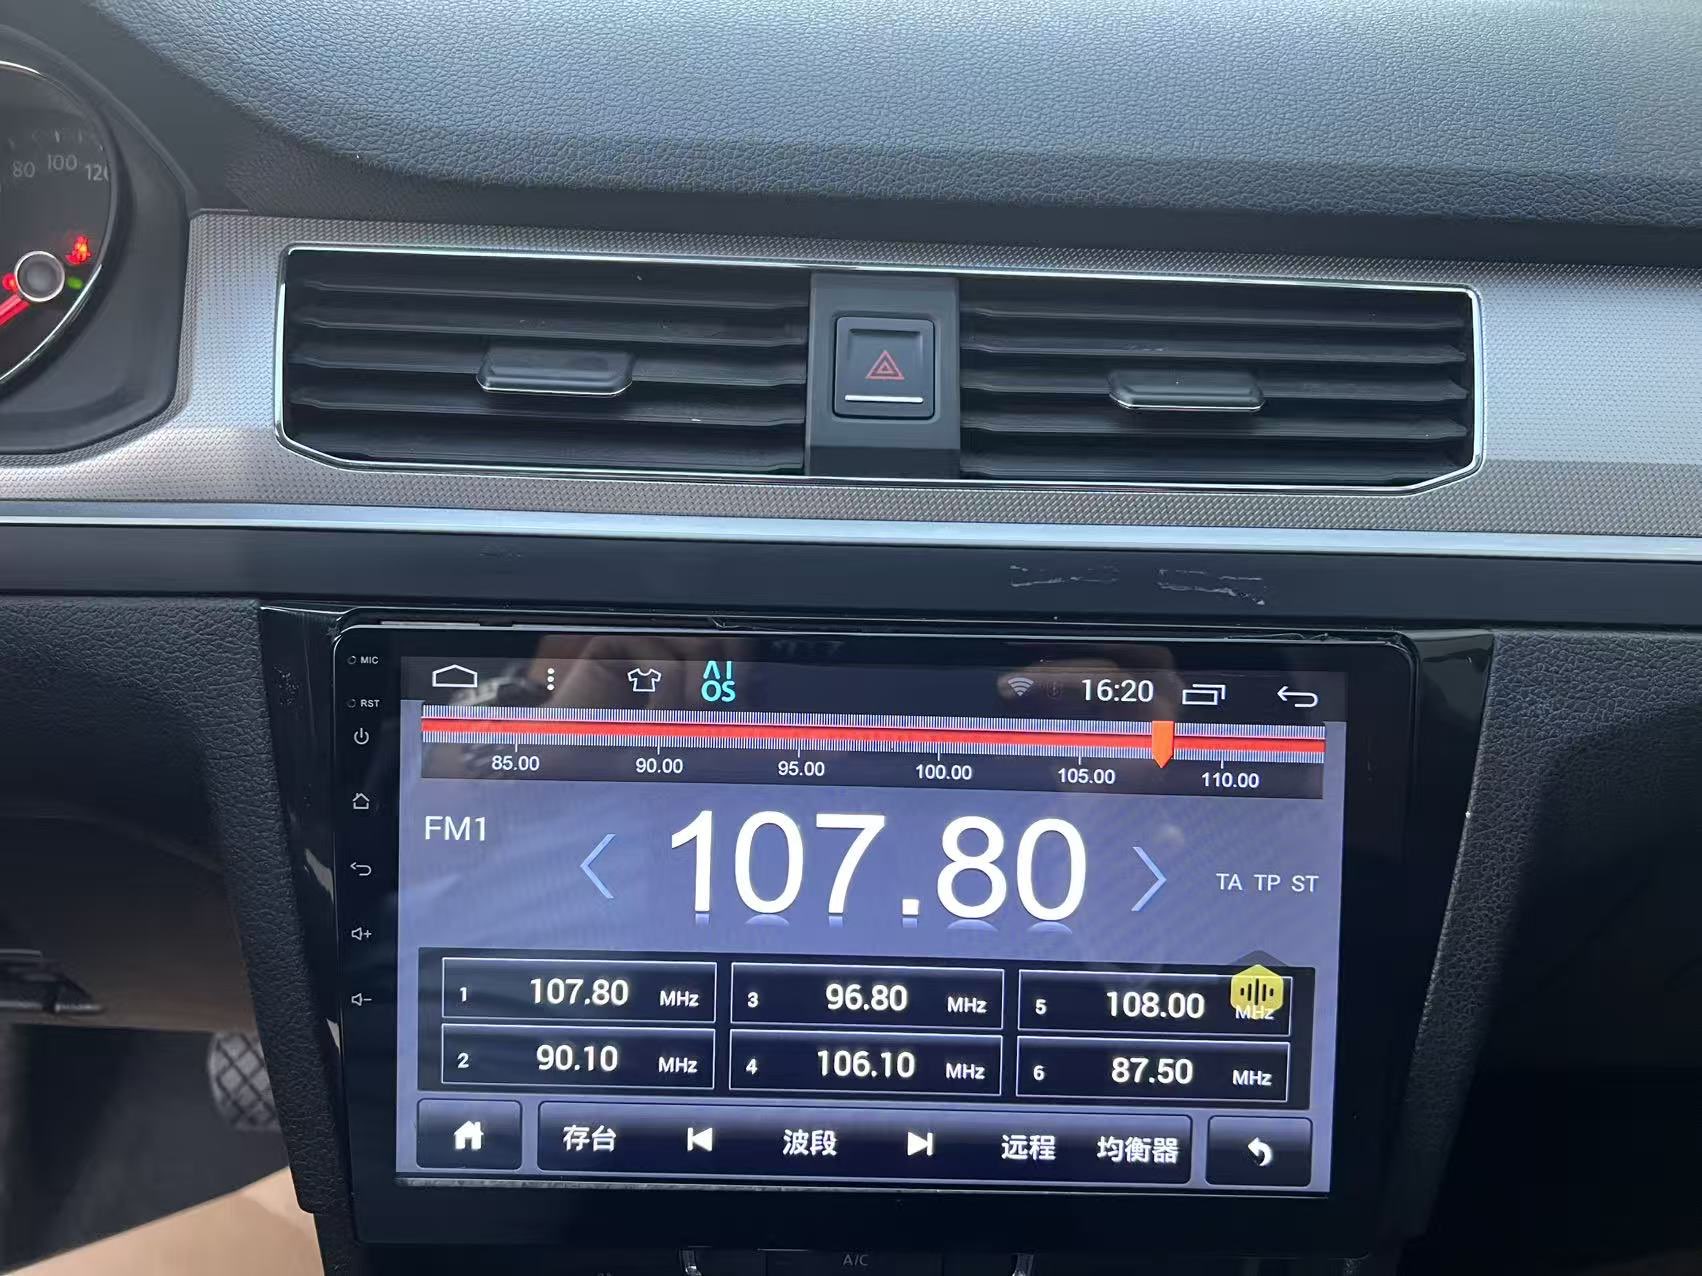 80 100 120
MIC
RST
AI
OS
16:20
85.00 90.00 95.00 100.00 105.00 110.00
FM1
107.80
TA TP ST
1 107.80 MHz
3 96.80 MHz
5 108.00 MHz
2 90.10 MHz
4 106.10 MHz
6 87.50 MHz
存台 波段 远程 均衡器
A/C